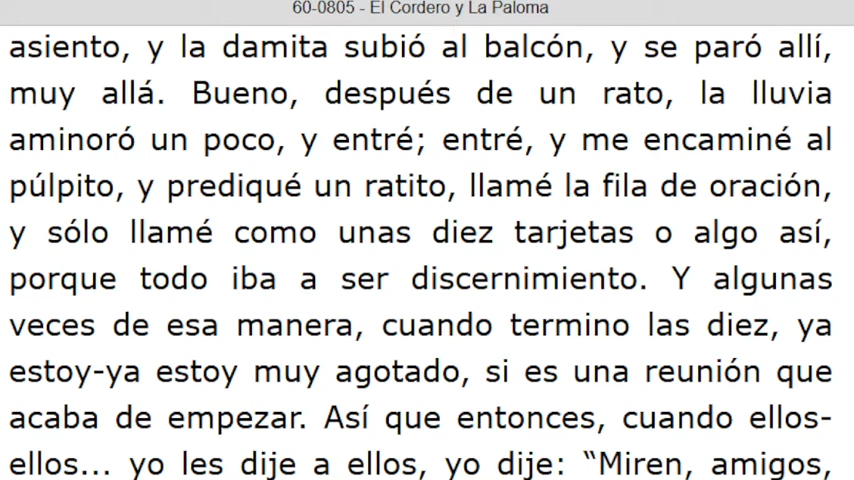 60-0805 - El Cordero y La Paloma
asiento, y la damita subió al balcón, y se paró allí,
muy allá. Bueno, después de un rato, la lluvia
aminoró un poco, y entré; entré, y me encaminé al
púlpito, y prediqué un ratito, llamé la fila de oración,
y sólo llamé como unas diez tarjetas o algo así,
porque todo iba a ser discernimiento. Y algunas
veces de esa manera, cuando termino las diez, ya
estoy-ya estoy muy agotado, si es una reunión que
acaba de empezar. Así que entonces, cuando ellos-
ellos... yo les dije a ellos, yo dije: “Miren, amigos,